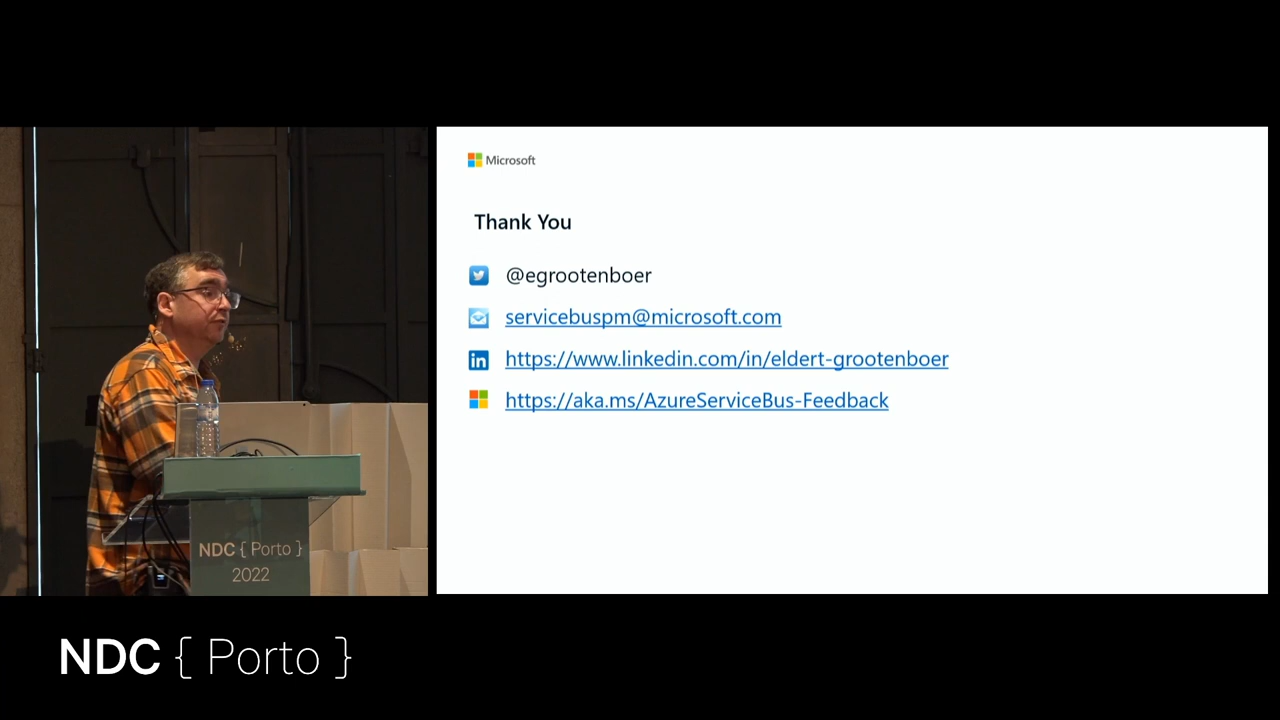 Microsoft
Thank You
@egrootenboer
servicebuspm@microsoft.com
https://www.linkedin.com/in/eldert-grootenboer
https://aka.ms/AzureServiceBus-Feedback
NDC { Porto }
2022
NDC { Porto }